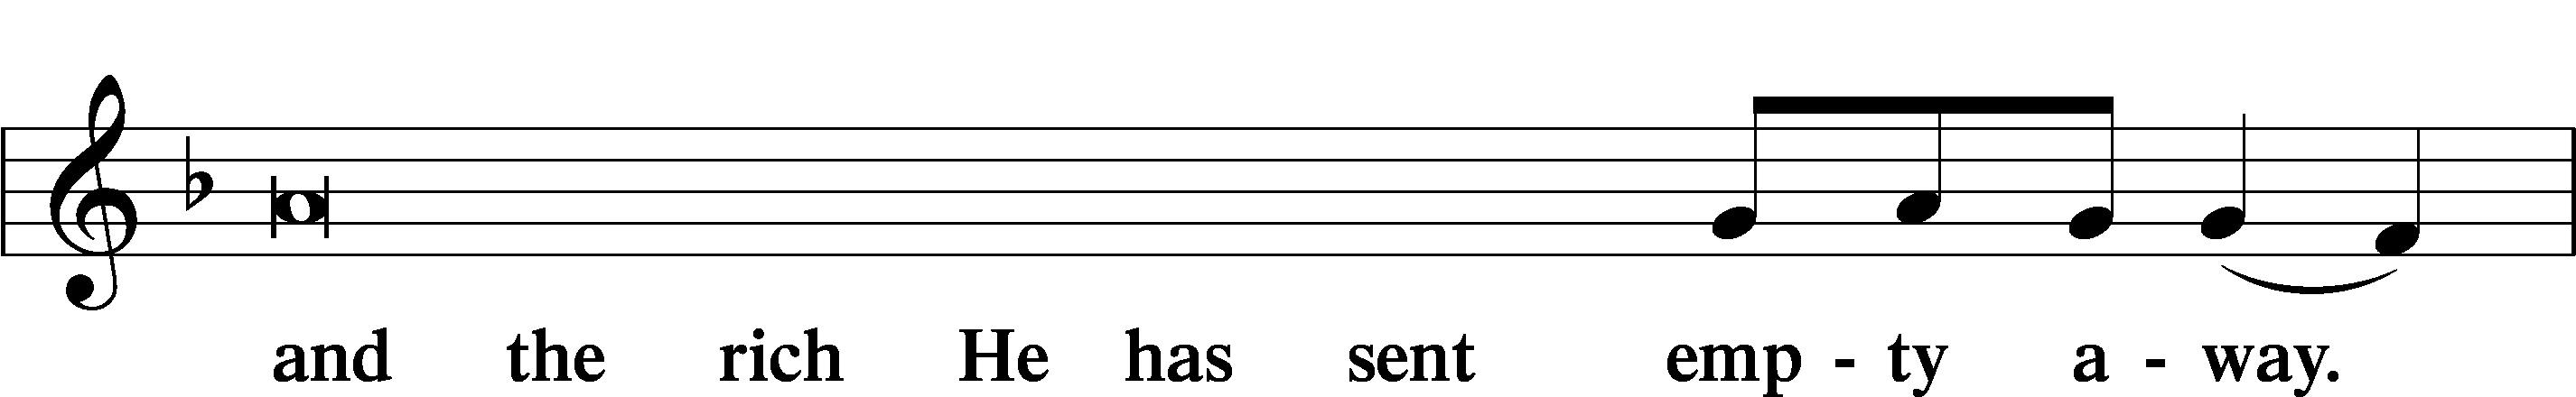 and the rich He has sent emp - ty a - way.